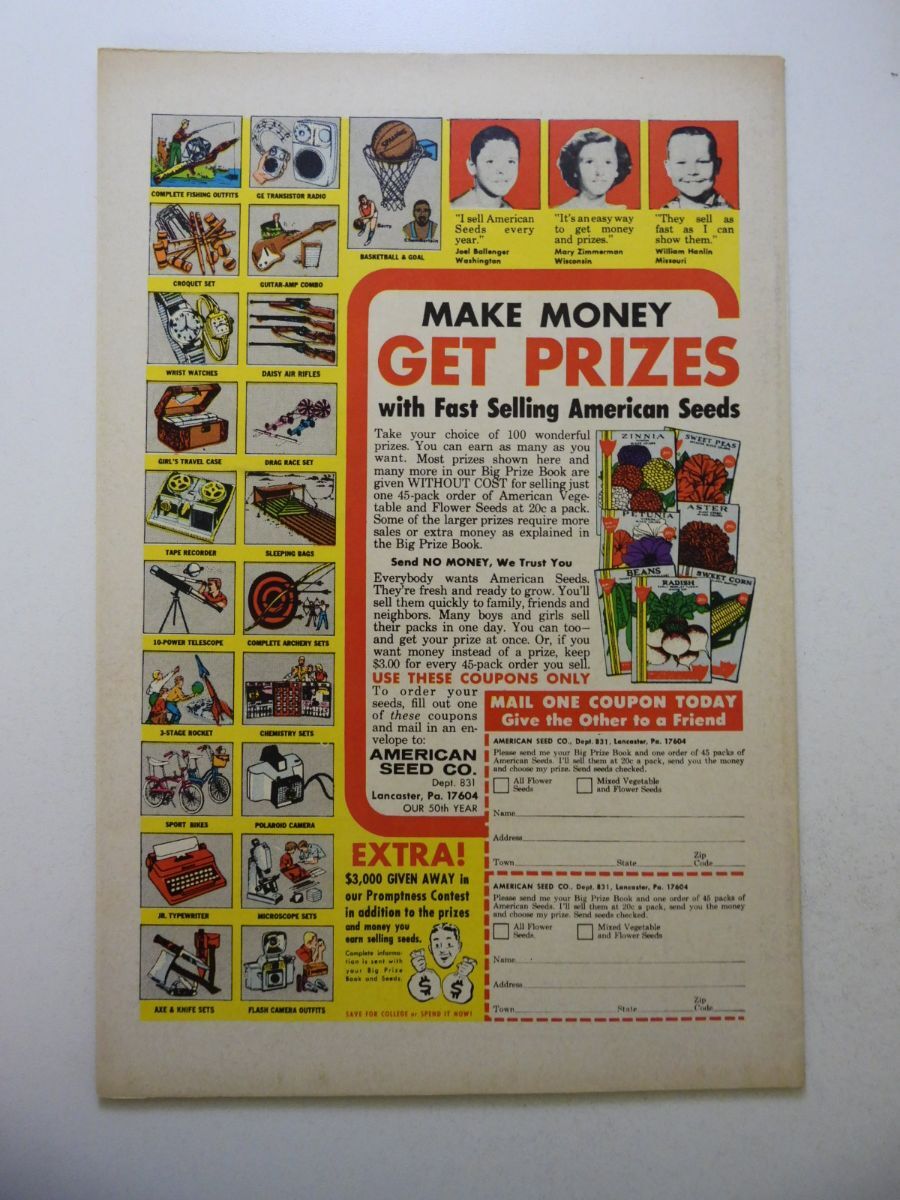 COMPLETE FISHING OUTFITS
GE TRANSISTOR RADIO
SPALDING
Barry
Chamberlain
BASKETBALL & GOAL
"I sell American
Seeds every
year."
Joel Ballenger
Washington
"It's an easy way
to get money
and prizes."
Mary Zimmerman
Wisconsin
"They sell as
fast as I can
show them."
William Hanlin
Missouri
CROQUET SET
GUITAR-AMP COMBO
WRIST WATCHES
DAISY AIR RIFLES
GIRL'S TRAVEL CASE
DRAG RACE SET
TAPE RECORDER
SLEEPING BAGS
10-POWER TELESCOPE
COMPLETE ARCHERY SETS
3-STAGE ROCKET
CHEMISTRY SETS
SPORT BIKES
POLAROID CAMERA
JR. TYPEWRITER
MICROSCOPE SETS
AXE & KNIFE SETS
FLASH CAMERA OUTFITS
MAKE MONEY
GET PRIZES
with Fast Selling American Seeds
Take your choice of 100 wonderful
prizes. You can earn as many as you
want. Most prizes shown here and
many more in our Big Prize Book are
given WITHOUT COST for selling just
one 45-pack order of American Vege-
table and Flower Seeds at 20c a pack.
Some of the larger prizes require more
sales or extra money as explained in
the Big Prize Book.
Send NO MONEY, We Trust You
Everybody wants American Seeds.
They're fresh and ready to grow. You'll
sell them quickly to family, friends and
neighbors. Many boys and girls sell
their packs in one day. You can too—
and get your prize at once. Or, if you
want money instead of a prize, keep
$3.00 for every 45-pack order you sell.
ZINNIA
SWEET PEAS
PETUNIA
ASTER
BEANS
RADISH
SWEET CORN
USE THESE COUPONS ONLY
To order your
seeds, fill out one
of these coupons
and mail in an en-
velope to:
AMERICAN
SEED CO.
Dept. 831
Lancaster, Pa. 17604
OUR 50th YEAR
MAIL ONE COUPON TODAY
Give the Other to a Friend
AMERICAN SEED CO., Dept. 831, Lancaster, Pa. 17604
Please send me your Big Prize Book and one order of 45 packs of
American Seeds. I'll sell them at 20c a pack, send you the money
and choose my prize. Send seeds checked.
All Flower
Seeds
Mixed Vegetable
and Flower Seeds
Name
Address
Town State Zip Code
AMERICAN SEED CO., Dept. 831, Lancaster, Pa. 17604
Please send me your Big Prize Book and one order of 45 packs of
American Seeds. I'll sell them at 20c a pack, send you the money
and choose my prize. Send seeds checked.
All Flower
Seeds
Mixed Vegetable
and Flower Seeds
Name
Address
Town State Zip Code
EXTRA!
$3,000 GIVEN AWAY in
our Promptness Contest
in addition to the prizes
and money you
earn selling seeds.
Complete informa-
tion is sent with
your Big Prize
Book and Seeds.
$ $
SAVE FOR COLLEGE or SPEND IT NOW!